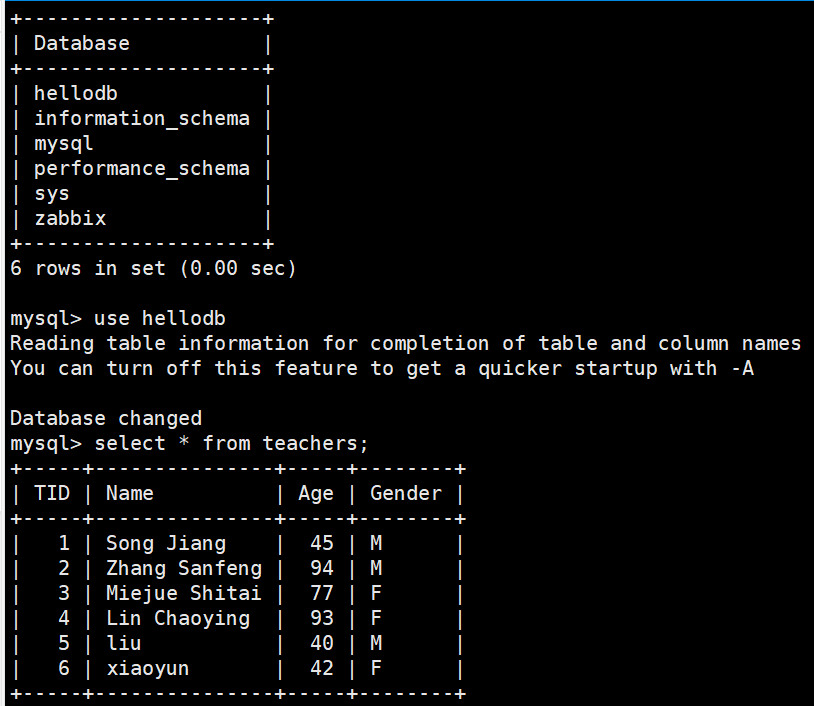 +--------------------+
| Database           |
+--------------------+
| hellodb            |
| information_schema |
| mysql              |
| performance_schema |
| sys                |
| zabbix             |
+--------------------+
6 rows in set (0.00 sec)

mysql> use hellodb
Reading table information for completion of table and column names
You can turn off this feature to get a quicker startup with -A

Database changed
mysql> select * from teachers;
+-----+---------------+-----+--------+
| TID | Name          | Age | Gender |
+-----+---------------+-----+--------+
|   1 | Song Jiang    |  45 | M      |
|   2 | Zhang Sanfeng |  94 | M      |
|   3 | Miejue Shitai |  77 | F      |
|   4 | Lin Chaoying  |  93 | F      |
|   5 | liu           |  40 | M      |
|   6 | xiaoyun       |  42 | F      |
+-----+---------------+-----+--------+